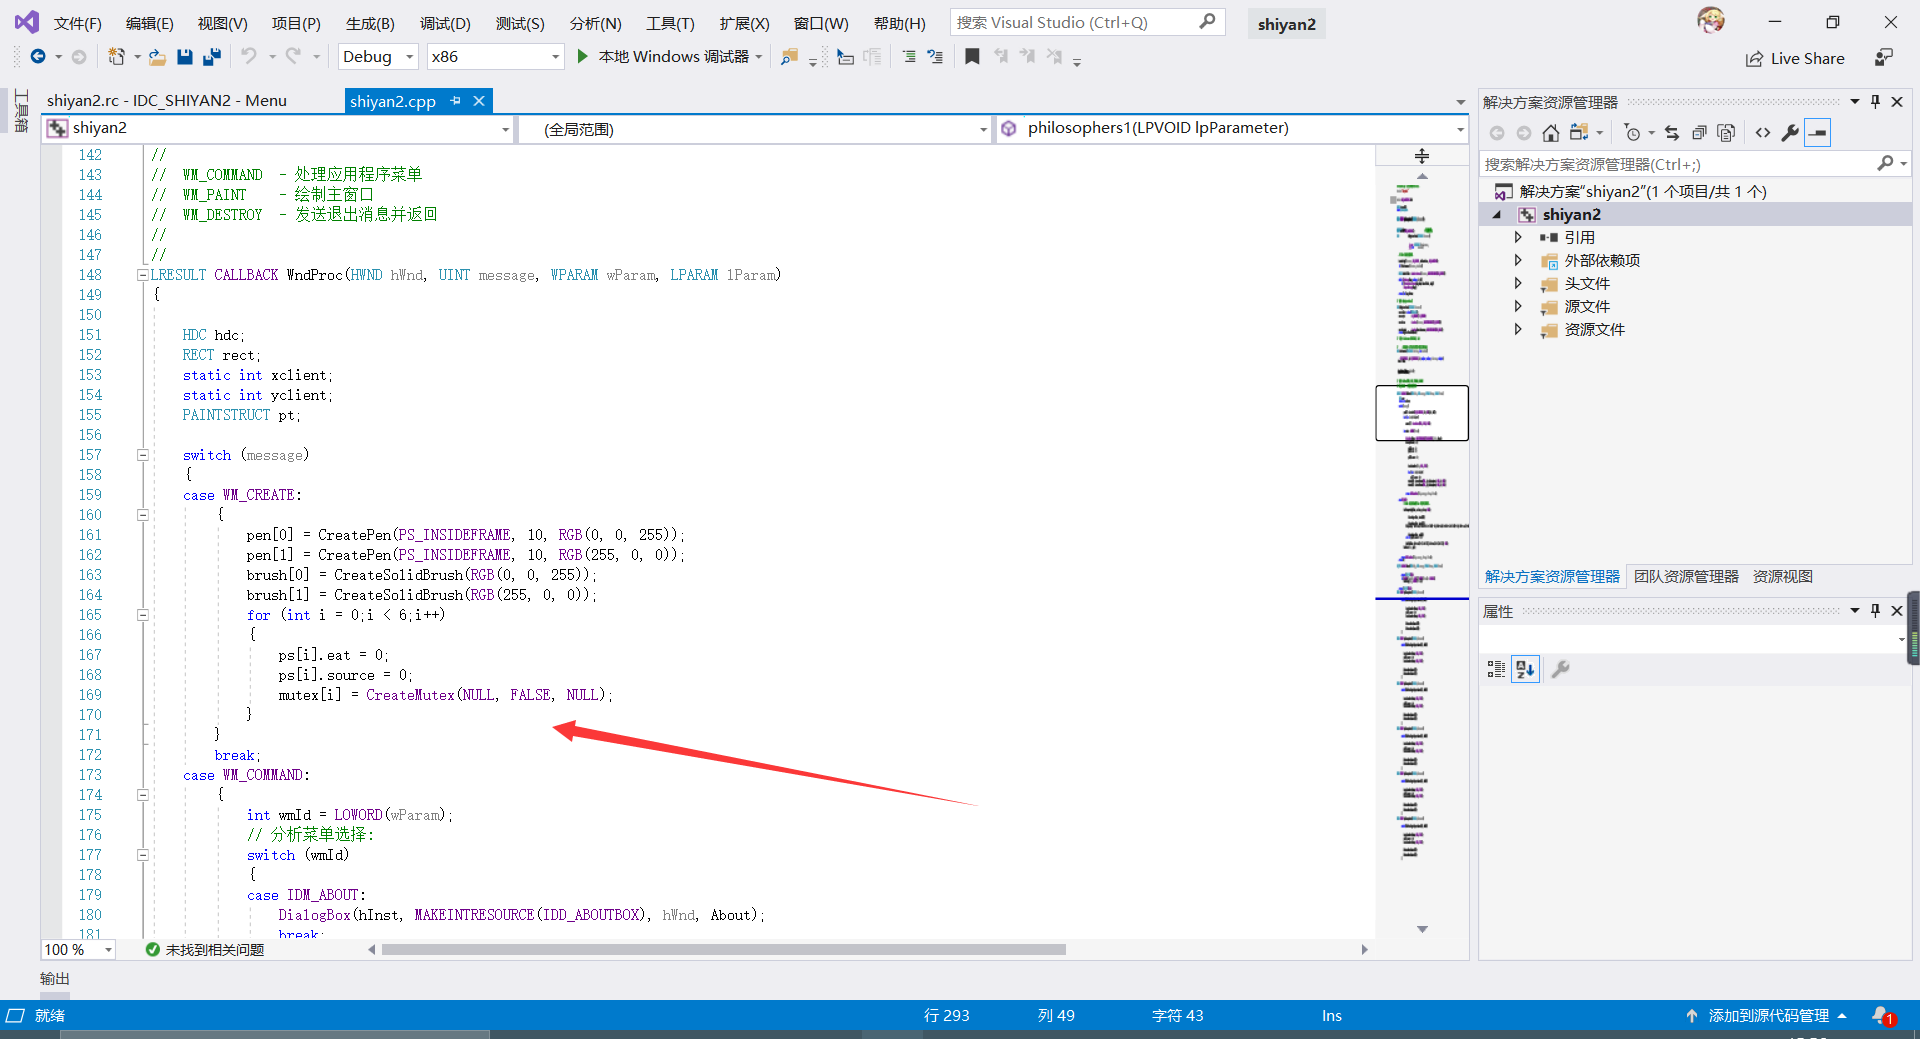 文件(F) 编辑(E) 视图(V) 项目(P) 生成(B) 调试(D) 测试(S) 分析(N) 工具(T) 扩展(X) 窗口(W) 帮助(H) 搜索 Visual Studio (Ctrl+Q) shiyan2
Debug x86 本地 Windows 调试器 Live Share
工具箱
shiyan2.rc - IDC_SHIYAN2 - Menu shiyan2.cpp
shiyan2 (全局范围) philosophers1(LPVOID lpParameter)
142 //
143 // WM_COMMAND - 处理应用程序菜单
144 // WM_PAINT - 绘制主窗口
145 // WM_DESTROY - 发送退出消息并返回
146 //
147 //
148 LRESULT CALLBACK WndProc(HWND hWnd, UINT message, WPARAM wParam, LPARAM lParam)
149 {
150
151 HDC hdc;
152 RECT rect;
153 static int xclient;
154 static int yclient;
155 PAINTSTRUCT pt;
156
157 switch (message)
158 {
159 case WM_CREATE:
160 {
161 pen[0] = CreatePen(PS_INSIDEFRAME, 10, RGB(0, 0, 255));
162 pen[1] = CreatePen(PS_INSIDEFRAME, 10, RGB(255, 0, 0));
163 brush[0] = CreateSolidBrush(RGB(0, 0, 255));
164 brush[1] = CreateSolidBrush(RGB(255, 0, 0));
165 for (int i = 0;i < 6;i++)
166 {
167 ps[i].eat = 0;
168 ps[i].source = 0;
169 mutex[i] = CreateMutex(NULL, FALSE, NULL);
170 }
171 }
172 break;
173 case WM_COMMAND:
174 {
175 int wmId = LOWORD(wParam);
176 // 分析菜单选择:
177 switch (wmId)
178 {
179 case IDM_ABOUT:
180 DialogBox(hInst, MAKEINTRESOURCE(IDD_ABOUTBOX), hWnd, About);
181 break;
100 % 未找到相关问题
输出
解决方案资源管理器
搜索解决方案资源管理器(Ctrl+;)
解决方案"shiyan2"(1 个项目/共 1 个)
shiyan2
引用
外部依赖项
头文件
源文件
资源文件
解决方案资源管理器 团队资源管理器 资源视图
属性
就绪 行 293 列 49 字符 43 Ins 添加到源代码管理 1